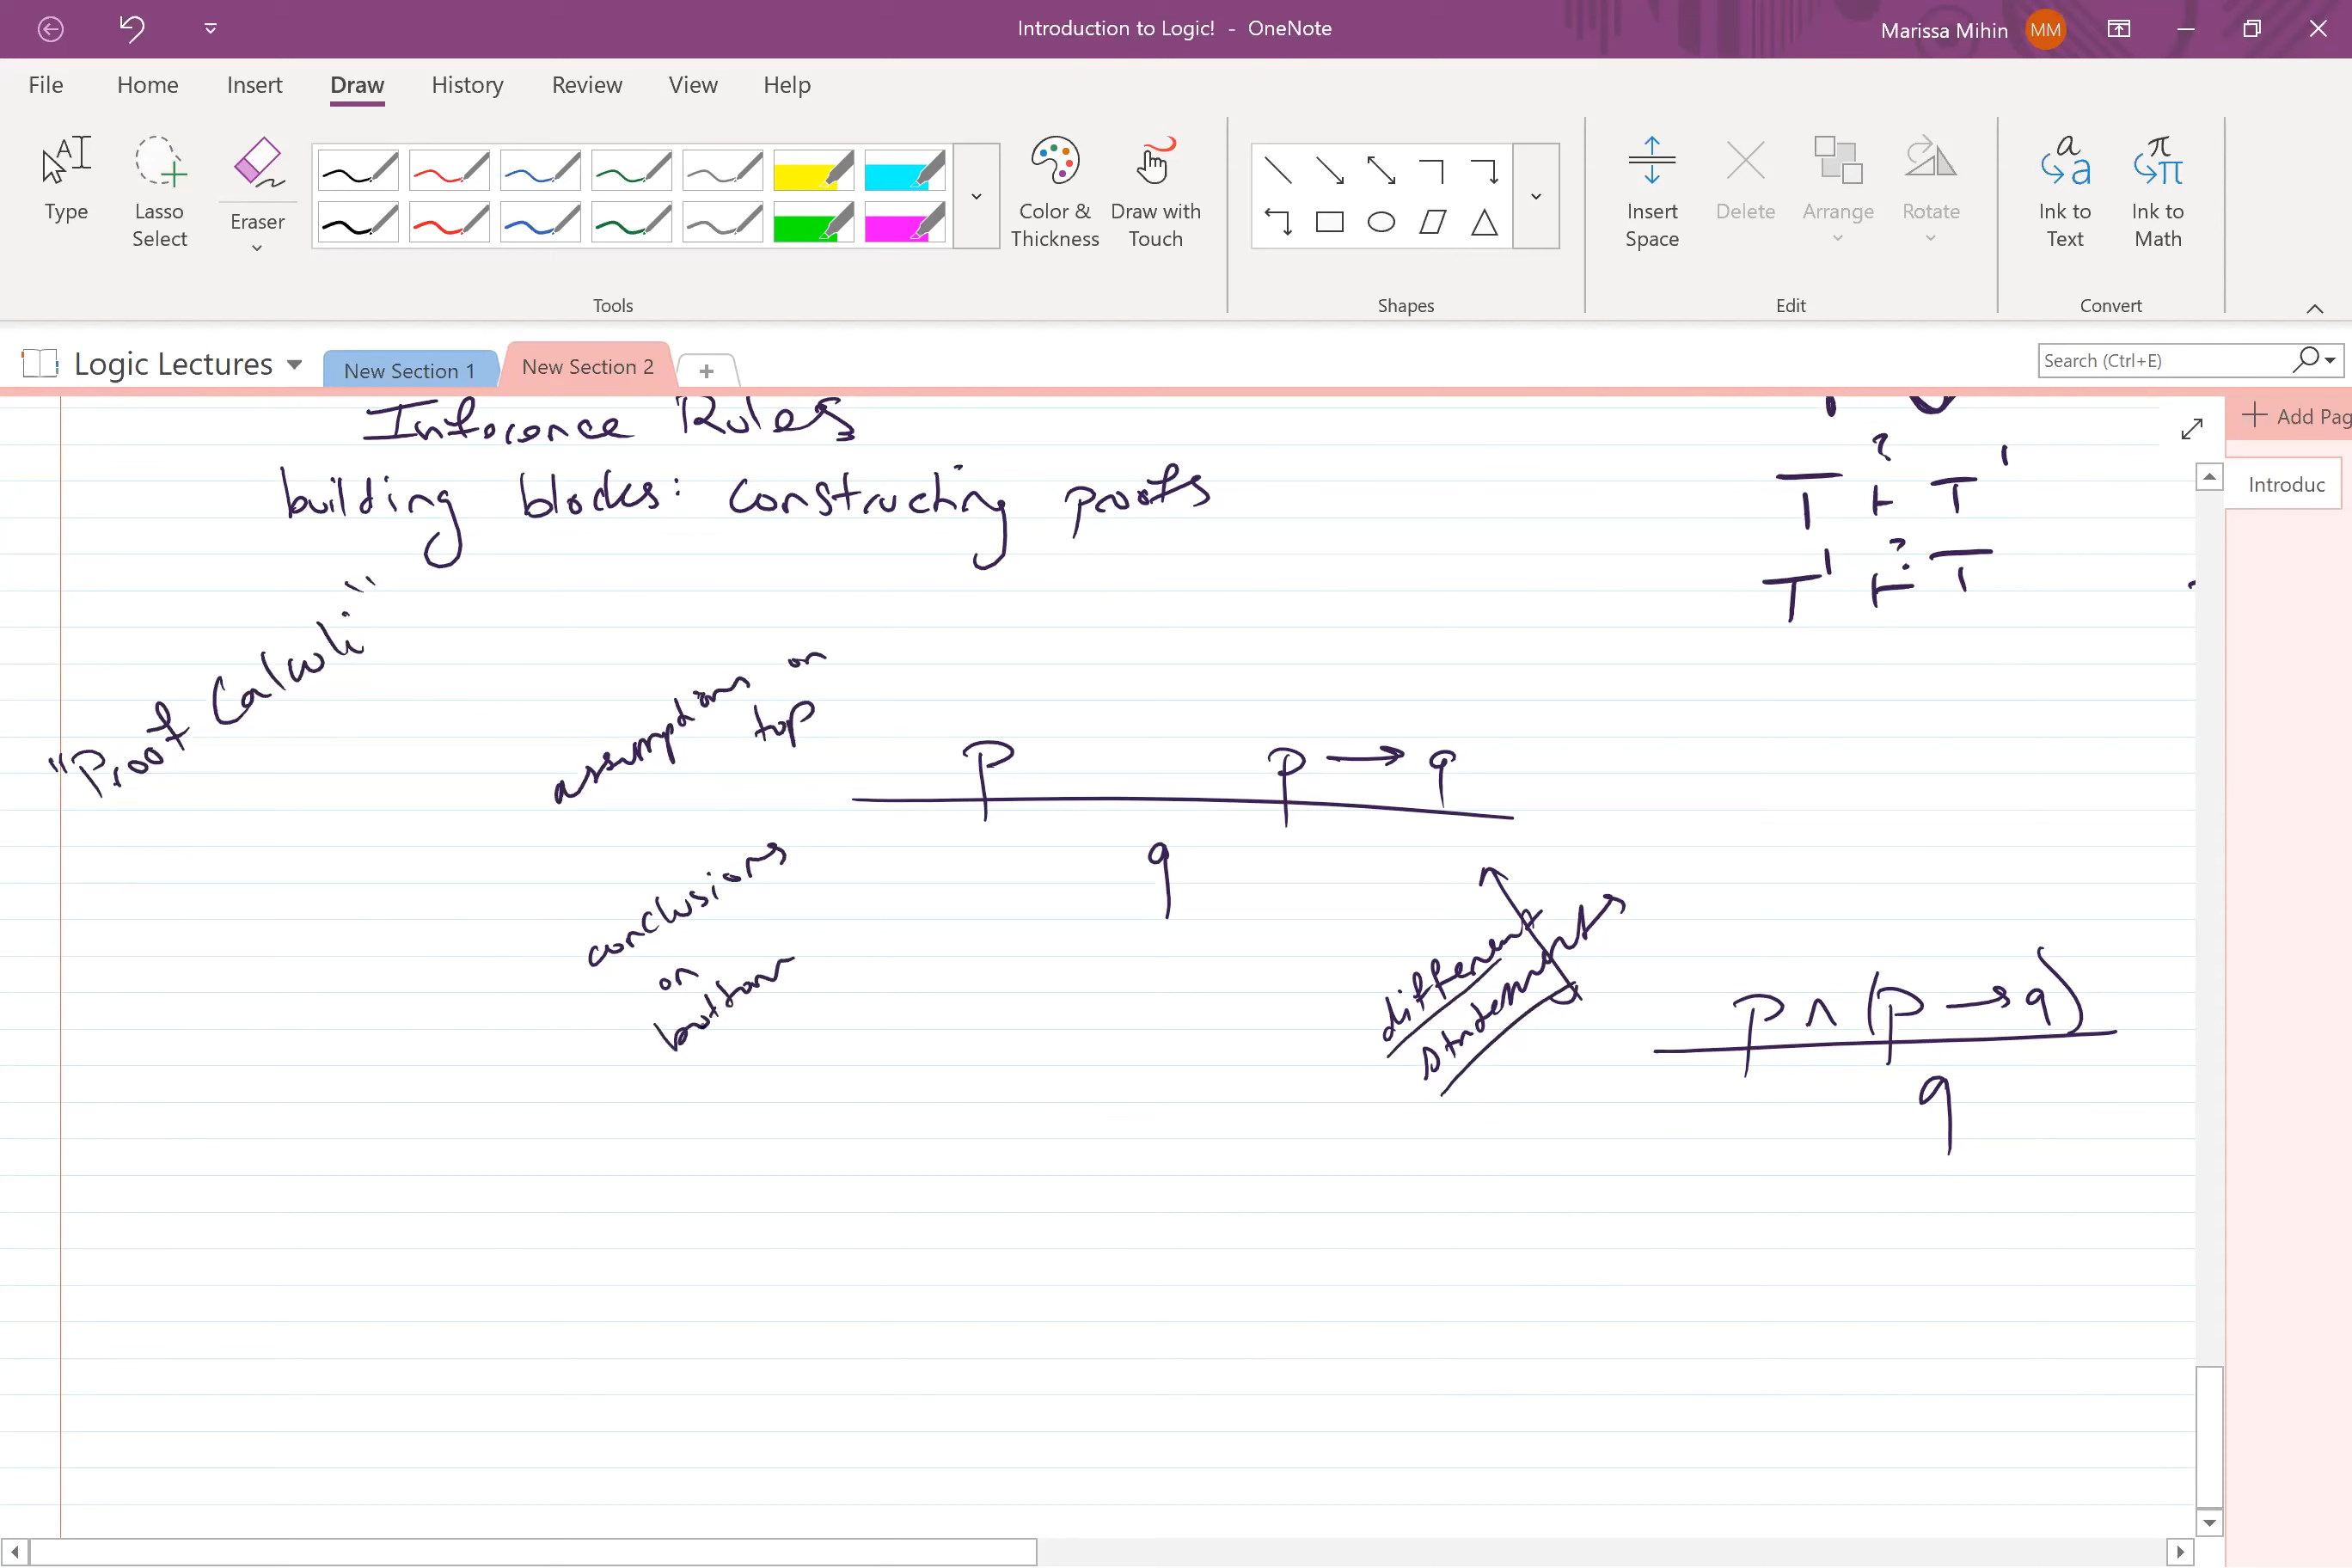 Introduction to Logic! - OneNote
Marissa Mihin MM
File Home Insert Draw History Review View Help
Type
Lasso Select
Eraser
Color & Thickness
Draw with Touch
Insert Space
Delete
Arrange
Rotate
Ink to Text
Ink to Math
Tools
Shapes
Edit
Convert
Logic Lectures
New Section 1
New Section 2
Search (Ctrl+E)
Add Pag
Introduc
Inference Rules
building blocks: constructing proofs
T ⊢? T'
T' ⊢? T
"Proof Calculi"
assumptions on
top
P P → q
q
conclusions
on
bottom
different
statements
P ∧ (P → q)
q